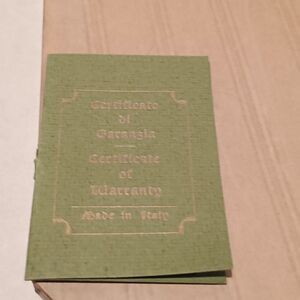 Certificato
di
Garanzia
Certificate
of
Warranty
Made in Italy